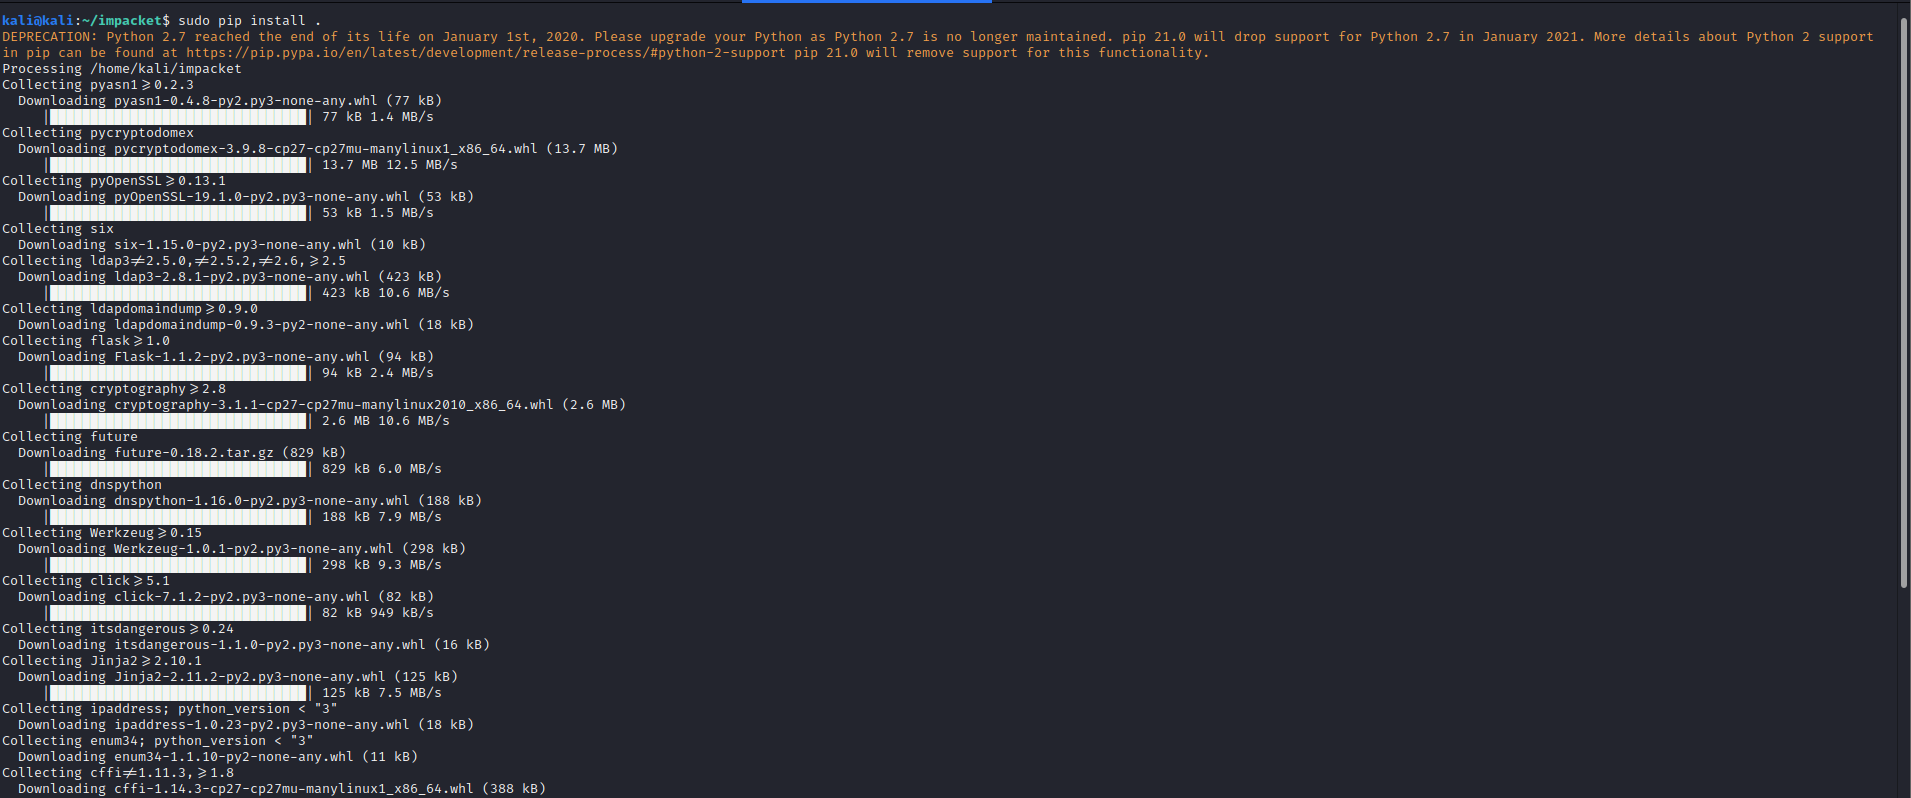 kali@kali:~/impacket$ sudo pip install .
DEPRECATION: Python 2.7 reached the end of its life on January 1st, 2020. Please upgrade your Python as Python 2.7 is no longer maintained. pip 21.0 will drop support for Python 2.7 in January 2021. More details about Python 2 support
in pip can be found at https://pip.pypa.io/en/latest/development/release-process/#python-2-support pip 21.0 will remove support for this functionality.
Processing /home/kali/impacket
Collecting pyasn1≥0.2.3
  Downloading pyasn1-0.4.8-py2.py3-none-any.whl (77 kB)
     |████████████████████████████████| 77 kB 1.4 MB/s
Collecting pycryptodomex
  Downloading pycryptodomex-3.9.8-cp27-cp27mu-manylinux1_x86_64.whl (13.7 MB)
     |████████████████████████████████| 13.7 MB 12.5 MB/s
Collecting pyOpenSSL≥0.13.1
  Downloading pyOpenSSL-19.1.0-py2.py3-none-any.whl (53 kB)
     |████████████████████████████████| 53 kB 1.5 MB/s
Collecting six
  Downloading six-1.15.0-py2.py3-none-any.whl (10 kB)
Collecting ldap3≠2.5.0,≠2.5.2,≠2.6,≥2.5
  Downloading ldap3-2.8.1-py2.py3-none-any.whl (423 kB)
     |████████████████████████████████| 423 kB 10.6 MB/s
Collecting ldapdomaindump≥0.9.0
  Downloading ldapdomaindump-0.9.3-py2-none-any.whl (18 kB)
Collecting flask≥1.0
  Downloading Flask-1.1.2-py2.py3-none-any.whl (94 kB)
     |████████████████████████████████| 94 kB 2.4 MB/s
Collecting cryptography≥2.8
  Downloading cryptography-3.1.1-cp27-cp27mu-manylinux2010_x86_64.whl (2.6 MB)
     |████████████████████████████████| 2.6 MB 10.6 MB/s
Collecting future
  Downloading future-0.18.2.tar.gz (829 kB)
     |████████████████████████████████| 829 kB 6.0 MB/s
Collecting dnspython
  Downloading dnspython-1.16.0-py2.py3-none-any.whl (188 kB)
     |████████████████████████████████| 188 kB 7.9 MB/s
Collecting Werkzeug≥0.15
  Downloading Werkzeug-1.0.1-py2.py3-none-any.whl (298 kB)
     |████████████████████████████████| 298 kB 9.3 MB/s
Collecting click≥5.1
  Downloading click-7.1.2-py2.py3-none-any.whl (82 kB)
     |████████████████████████████████| 82 kB 949 kB/s
Collecting itsdangerous≥0.24
  Downloading itsdangerous-1.1.0-py2.py3-none-any.whl (16 kB)
Collecting Jinja2≥2.10.1
  Downloading Jinja2-2.11.2-py2.py3-none-any.whl (125 kB)
     |████████████████████████████████| 125 kB 7.5 MB/s
Collecting ipaddress; python_version < "3"
  Downloading ipaddress-1.0.23-py2.py3-none-any.whl (18 kB)
Collecting enum34; python_version < "3"
  Downloading enum34-1.1.10-py2-none-any.whl (11 kB)
Collecting cffi≠1.11.3,≥1.8
  Downloading cffi-1.14.3-cp27-cp27mu-manylinux1_x86_64.whl (388 kB)